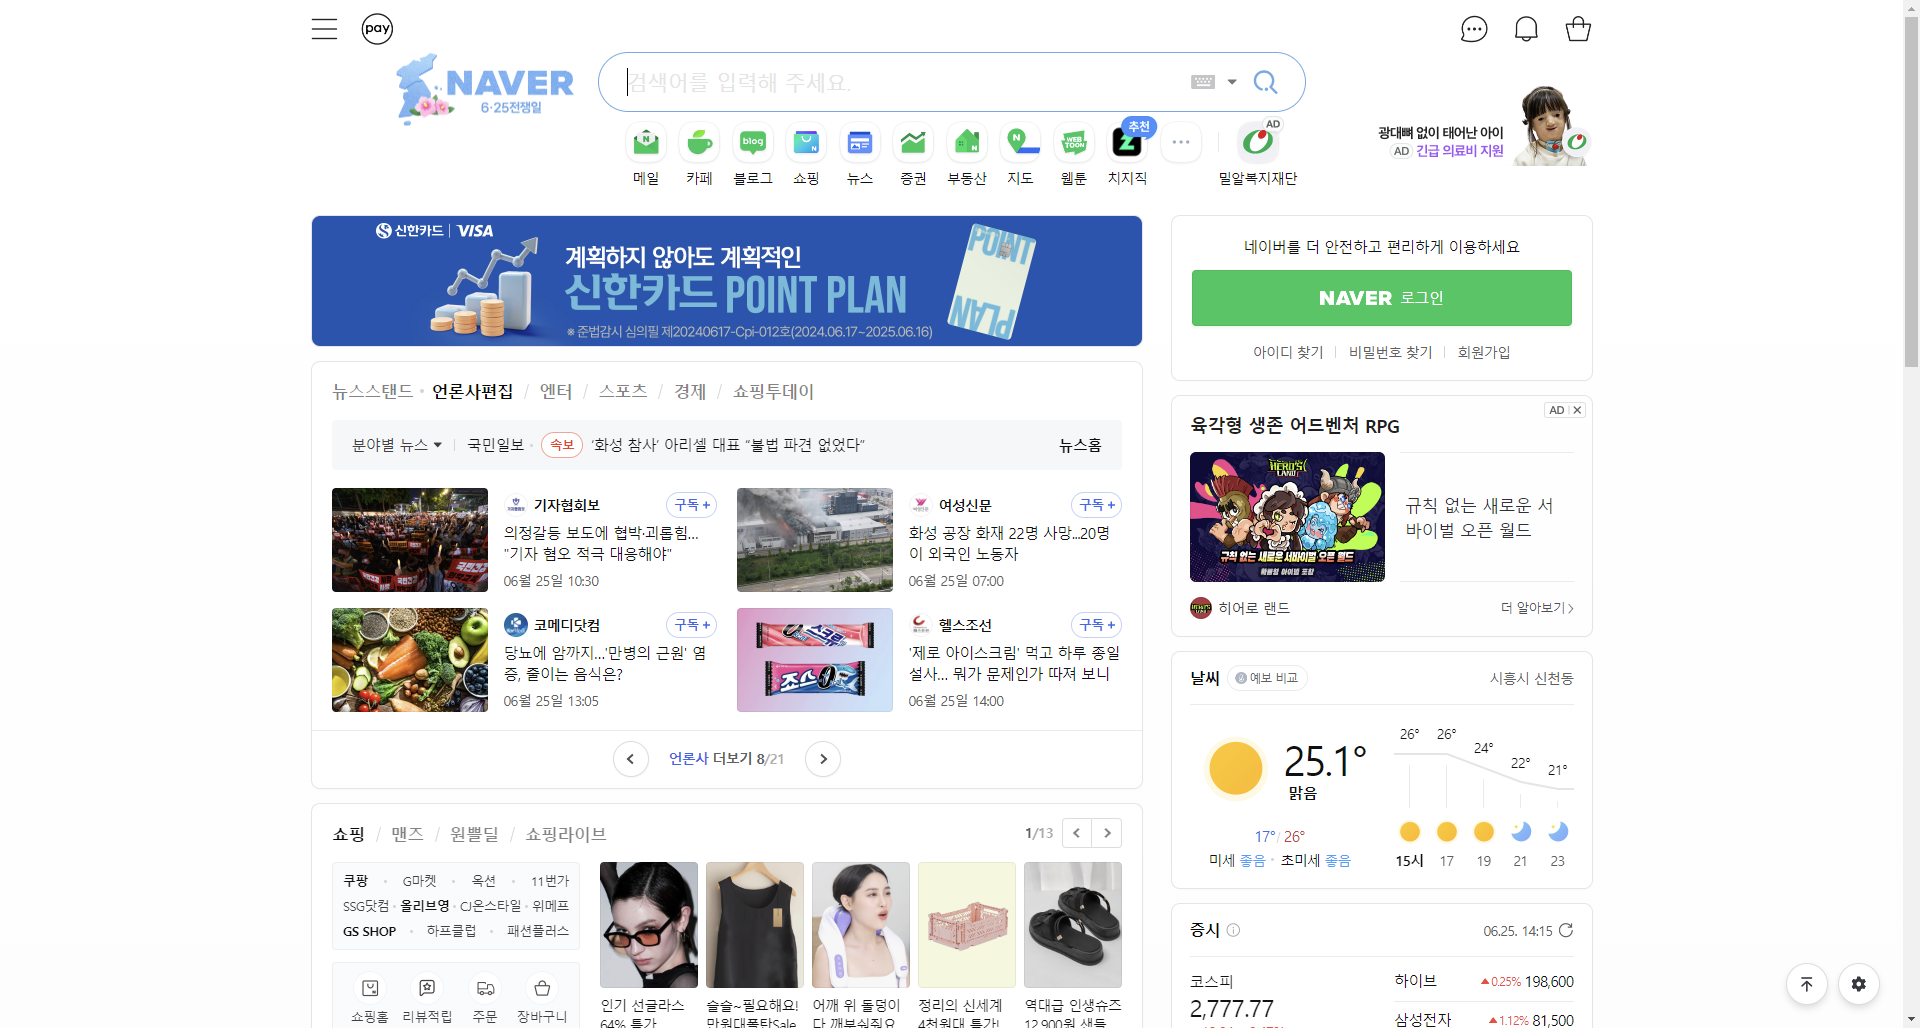 pay
NAVER
6·25전쟁일
검색어를 입력해 주세요.
메일
카페
blog
블로그
쇼핑
뉴스
증권
부동산
지도
WEB
TOON
웹툰
추천
치지직
AD
밀알복지재단
광대뼈 없이 태어난 아이
AD 긴급 의료비 지원
신한카드 | VISA
계획하지 않아도 계획적인
신한카드 POINT PLAN
※ 준법감시 심의필 제20240617-Cpi-012호(2024.06.17~2025.06.16)
POINT
PLAN
네이버를 더 안전하고 편리하게 이용하세요
NAVER 로그인
아이디 찾기
비밀번호 찾기
회원가입
뉴스스탠드 · 언론사편집 / 엔터 / 스포츠 / 경제 / 쇼핑투데이
분야별 뉴스
국민일보
속보
‘화성 참사’ 아리셀 대표 “불법 파견 없었다”
뉴스홈
기자협회보
구독 +
의정갈등 보도에 협박·괴롭힘…
"기자 혐오 적극 대응해야"
06월 25일 10:30
여성신문
구독 +
화성 공장 화재 22명 사망...20명
이 외국인 노동자
06월 25일 07:00
코메디닷컴
구독 +
당뇨에 암까지…'만병의 근원' 염
증, 줄이는 음식은?
06월 25일 13:05
스크류
죠스
헬스조선
구독 +
'제로 아이스크림' 먹고 하루 종일
설사… 뭐가 문제인가 따져 보니
06월 25일 14:00
언론사 더보기 8/21
육각형 생존 어드벤처 RPG
AD
HERO'S
LAND
규칙 없는 새로운 서바이벌 오픈 월드
규칙 없는 새로운 서
바이벌 오픈 월드
히어로 랜드
더 알아보기
날씨
예보 비교
시흥시 신천동
25.1°
맑음
17° / 26°
미세 좋음 · 초미세 좋음
26° 26° 24° 22° 21°
15시 17 19 21 23
쇼핑 / 맨즈 / 원쁠딜 / 쇼핑라이브
1/13
쿠팡 · G마켓 · 옥션 · 11번가
SSG닷컴 · 올리브영 · CJ온스타일 · 위메프
GS SHOP · 하프클럽 · 패션플러스
쇼핑홈
리뷰적립
주문
장바구니
인기 선글라스
64% 특가
슬슬~필요해요!
만원대폭탄Sale
어깨 위 돌덩이
다 깨부숴줘요
정리의 신세계
4천원대 특가!
역대급 인생슈즈
12,900원 샌들
증시
06.25. 14:15
코스피
2,777.77
하이브
▲0.25% 198,600
삼성전자
▲1.12% 81,500